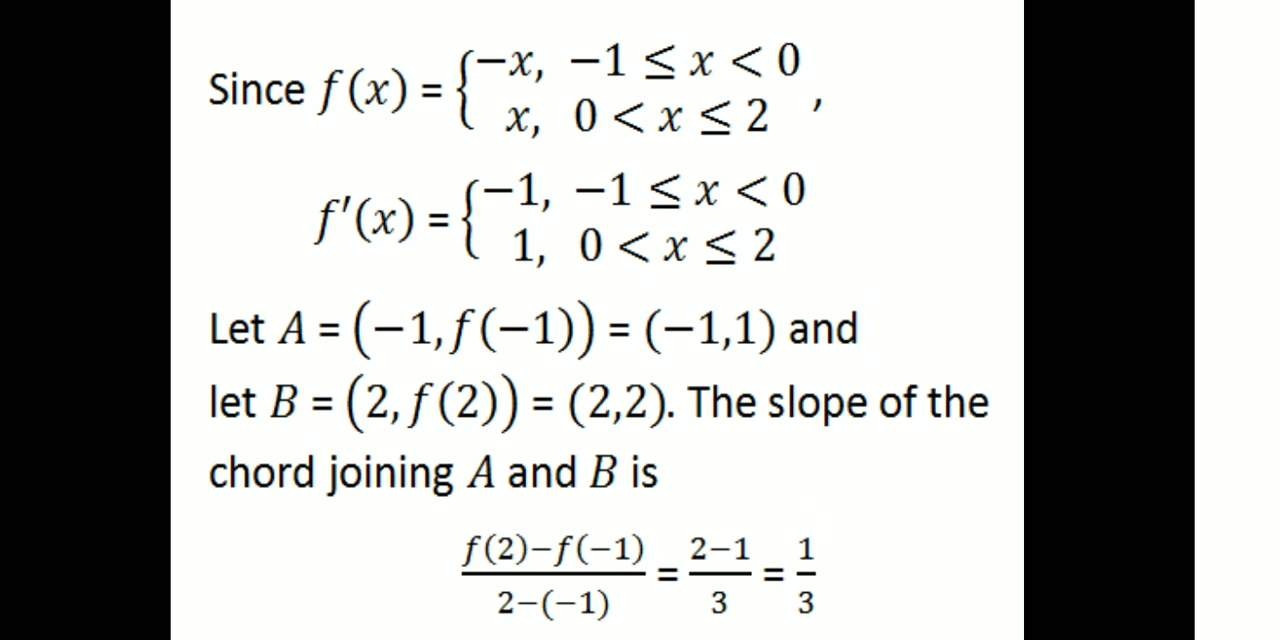 Since f(x) = {−x, −1 ≤ x < 0
x, 0 < x ≤ 2 ,
f′(x) = {−1, −1 ≤ x < 0
1, 0 < x ≤ 2
Let A = (−1, f(−1)) = (−1,1) and
let B = (2, f(2)) = (2,2). The slope of the
chord joining A and B is
f(2)−f(−1) / 2−(−1) = 2−1 / 3 = 1 / 3